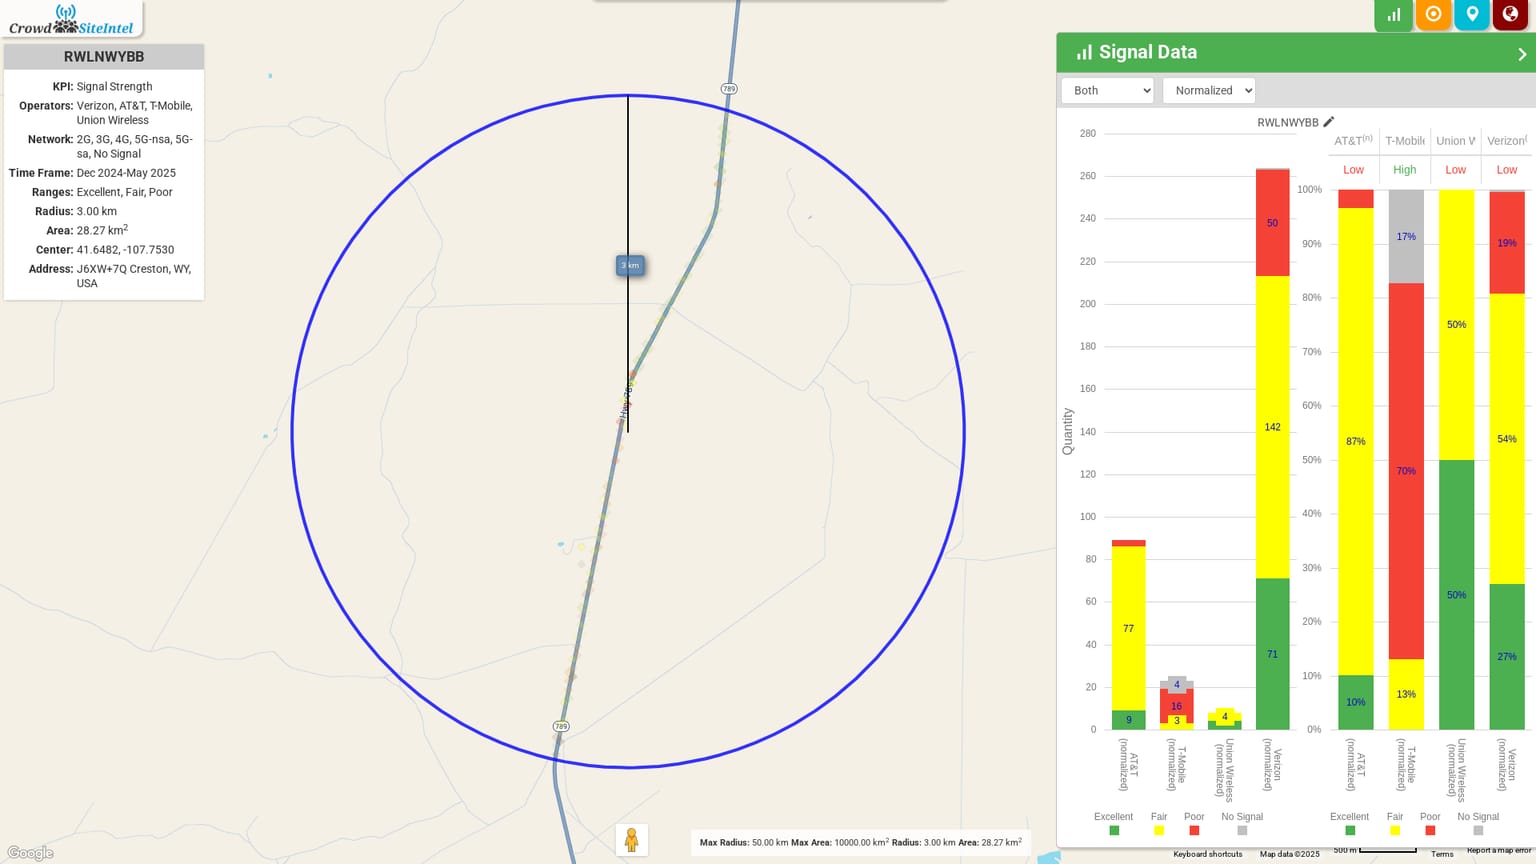 Crowd SiteIntel
RWLNWYBB
KPI: Signal Strength
Operators: Verizon, AT&T, T-Mobile,
Union Wireless
Network: 2G, 3G, 4G, 5G-nsa, 5G-
sa, No Signal
Time Frame: Dec 2024-May 2025
Ranges: Excellent, Fair, Poor
Radius: 3.00 km
Area: 28.27 km²
Center: 41.6482, -107.7530
Address: J6XW+7Q Creston, WY,
USA
789
3 km
Hwy 789
789
Google
Max Radius: 50.00 km Max Area: 10000.00 km² Radius: 3.00 km Area: 28.27 km²
Signal Data
Both
Normalized
RWLNWYBB
AT&T(n) T-Mobile Union W Verizon(
Low High Low Low
Quantity
280
260
240
220
200
180
160
140
120
100
80
60
40
20
0
77
9
4
16
3
4
50
142
71
AT&T
(normalized)
T-Mobile
(normalized)
Union Wireless
(normalized)
Verizon
(normalized)
Excellent Fair Poor No Signal
100%
90%
80%
70%
60%
50%
40%
30%
20%
10%
0%
87%
10%
17%
70%
13%
50%
50%
19%
54%
27%
AT&T
(normalized)
T-Mobile
(normalized)
Union Wireless
(normalized)
Verizon
(normalized)
Excellent Fair Poor No Signal
Keyboard shortcuts Map data ©2025 500 m Terms Report a map error